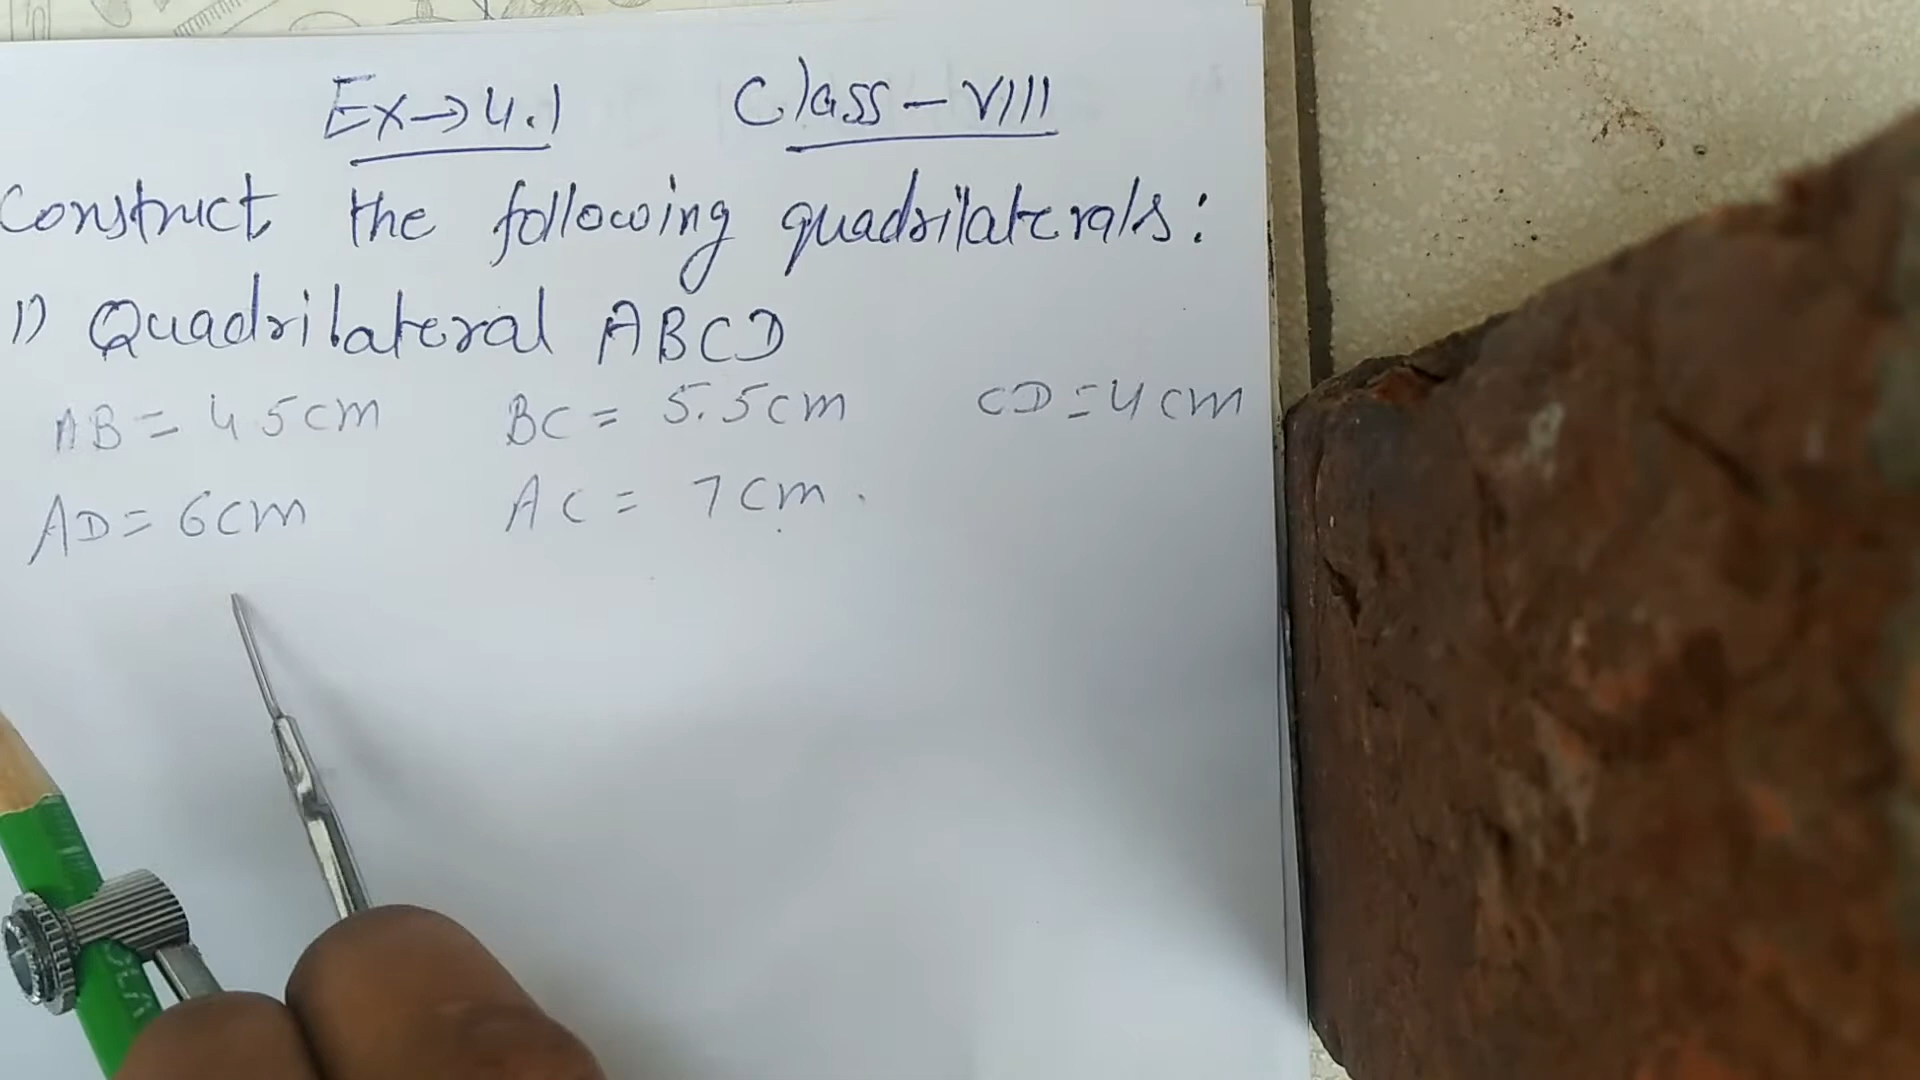 Ex→4.1 Class-VIII
Construct the following quadrilaterals:
1) Quadrilateral ABCD
AB = 4 5cm BC = 5.5cm CD = 4cm
AD = 6cm AC = 7cm.